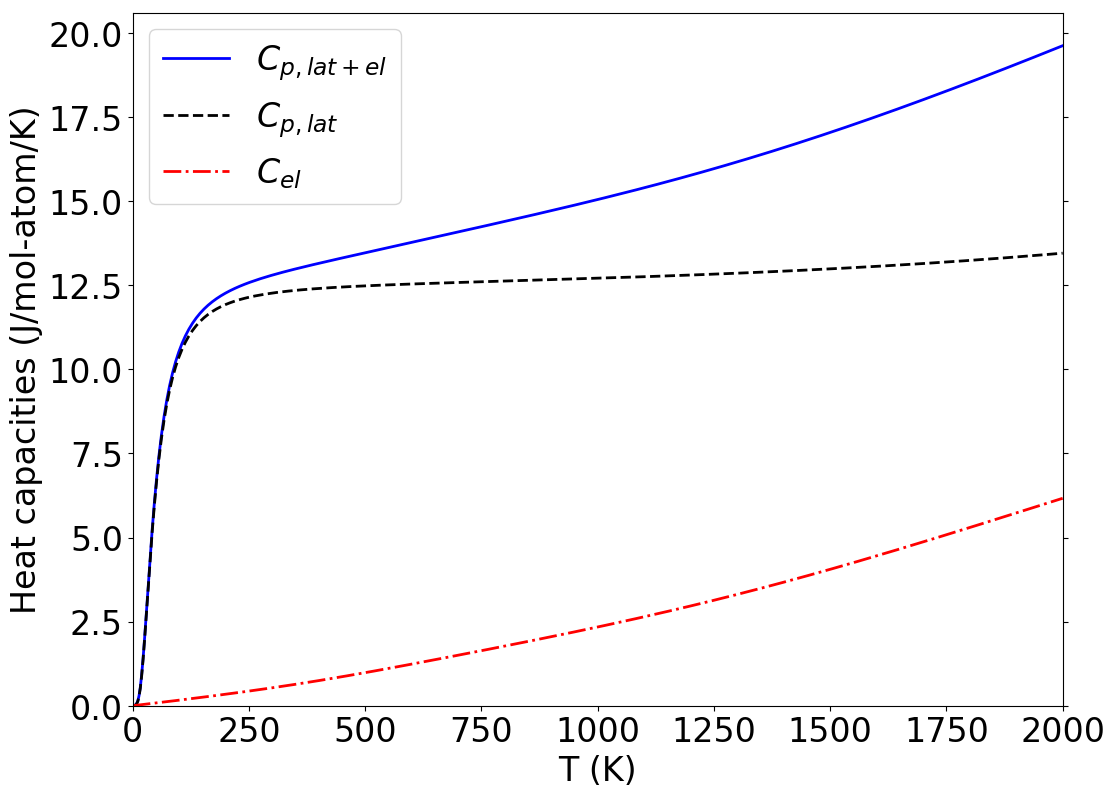 20.0
17.5
15.0
12.5
10.0
7.5
5.0
2.5
0.0
Heat capacities (J/mol-atom/K)
C_{p, lat+el}
C_{p, lat}
C_{el}
0 250 500 750 1000 1250 1500 1750 2000
T (K)